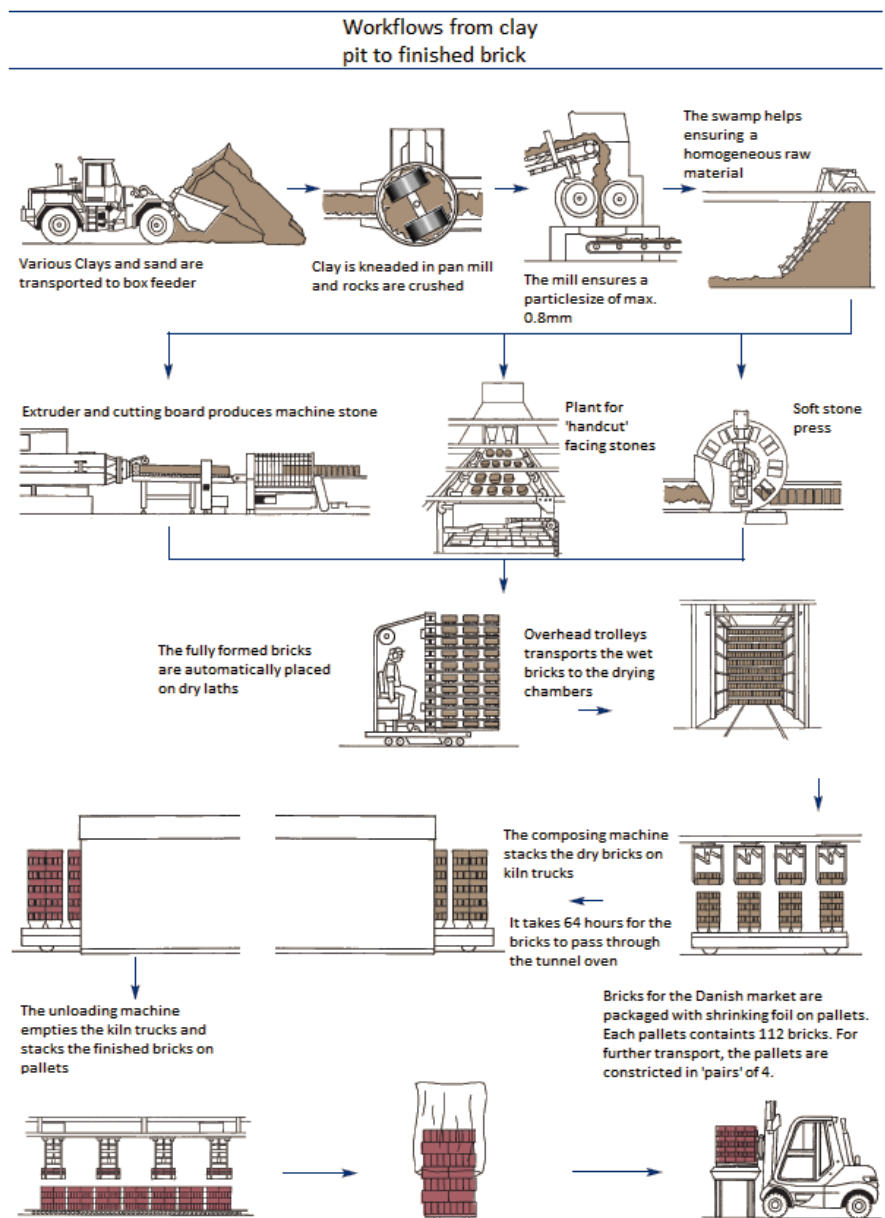 Workflows from clay
pit to finished brick
The swamp helps
ensuring a
homogeneous raw
material
Various Clays and sand are
transported to box feeder
Clay is kneaded in pan mill
and rocks are crushed
The mill ensures a
particlesize of max.
0.8mm
Extruder and cutting board produces machine stone
Plant for
'handcut'
facing stones
Soft stone
press
The fully formed bricks
are automatically placed
on dry laths
Overhead trolleys
transports the wet
bricks to the drying
chambers
The composing machine
stacks the dry bricks on
kiln trucks
It takes 64 hours for the
bricks to pass through
the tunnel oven
The unloading machine
empties the kiln trucks and
stacks the finished bricks on
pallets
Bricks for the Danish market are
packaged with shrinking foil on pallets.
Each pallets containts 112 bricks. For
further transport, the pallets are
constricted in 'pairs' of 4.